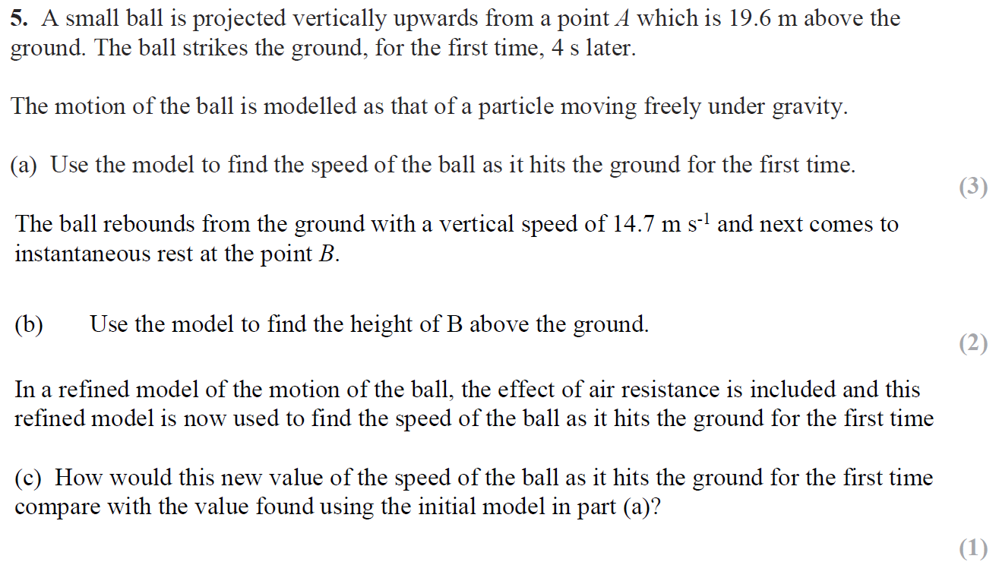 5. A small ball is projected vertically upwards from a point A which is 19.6 m above the
ground. The ball strikes the ground, for the first time, 4 s later.
The motion of the ball is modelled as that of a particle moving freely under gravity.
(a) Use the model to find the speed of the ball as it hits the ground for the first time.
(3)
The ball rebounds from the ground with a vertical speed of 14.7 m s⁻¹ and next comes to
instantaneous rest at the point B.
(b) Use the model to find the height of B above the ground.
(2)
In a refined model of the motion of the ball, the effect of air resistance is included and this
refined model is now used to find the speed of the ball as it hits the ground for the first time
(c) How would this new value of the speed of the ball as it hits the ground for the first time
compare with the value found using the initial model in part (a)?
(1)